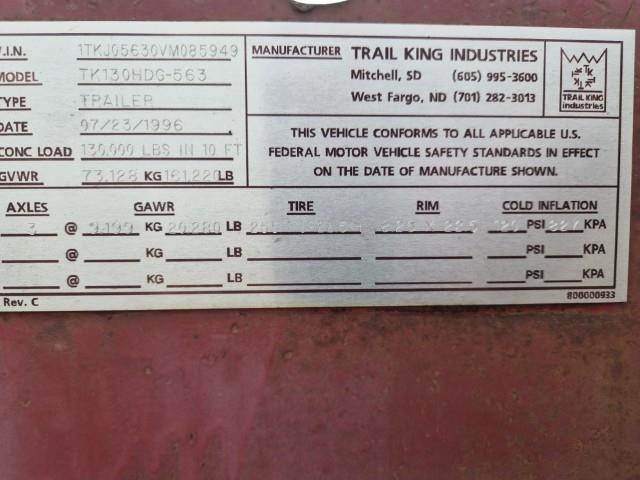 V.I.N. 1TKJ05630VM085949
MODEL TK130HDG-563
TYPE TRAILER
DATE 07/23/1996
CONC LOAD 130,000 LBS IN 10 FT
GVWR 73,128 KG 161,220 LB
MANUFACTURER TRAIL KING INDUSTRIES
Mitchell, SD (605) 995-3600
West Fargo, ND (701) 282-3013
TK
TRAIL KING
industries
THIS VEHICLE CONFORMS TO ALL APPLICABLE U.S.
FEDERAL MOTOR VEHICLE SAFETY STANDARDS IN EFFECT
ON THE DATE OF MANUFACTURE SHOWN.
AXLES GAWR TIRE RIM COLD INFLATION
3 @ 9,199 KG 20,280 LB PSI KPA
@ KG LB PSI KPA
@ KG LB PSI KPA
Rev. C 800000933